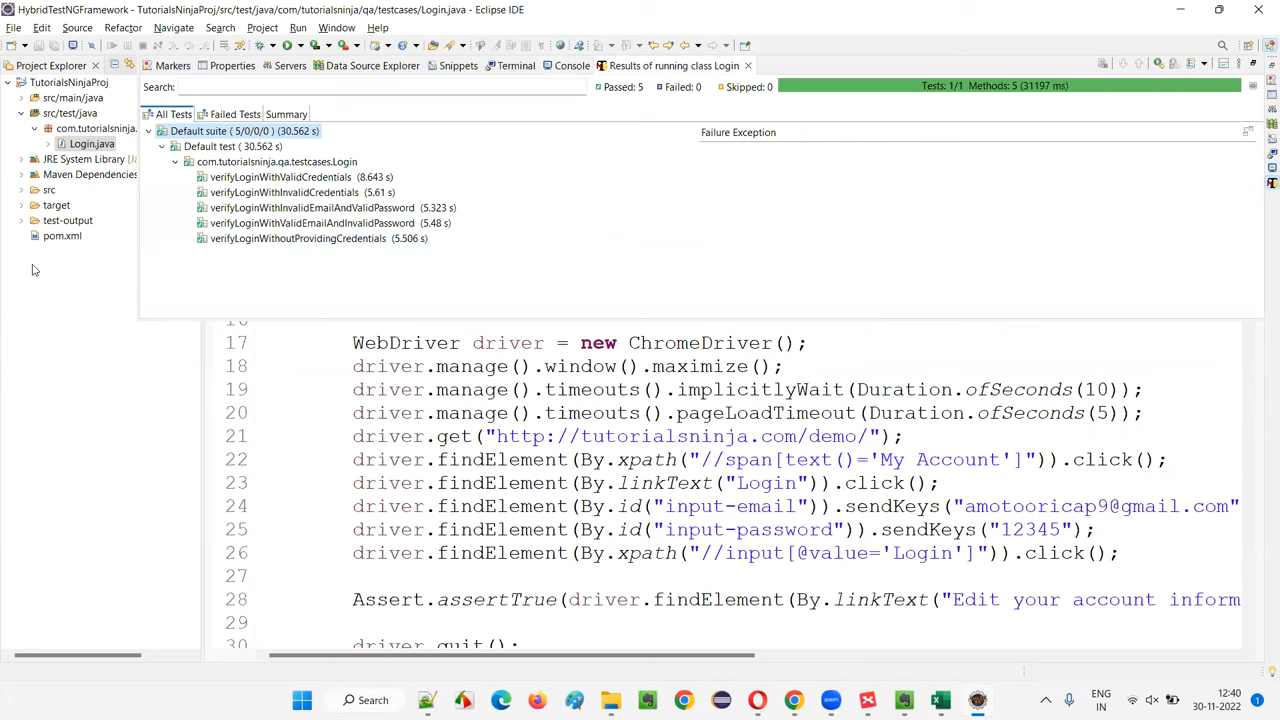 HybridTestNGFramework - TutorialsNinjaProj/src/test/java/com/tutorialsninja/qa/testcases/Login.java - Eclipse IDE
File Edit Source Refactor Navigate Search Project Run Window Help
Project Explorer
Markers Properties Servers Data Source Explorer Snippets Terminal Console Results of running class Login
TutorialsNinjaProj
src/main/java
src/test/java
com.tutorialsninja.
Login.java
JRE System Library [Ja
Maven Dependencies
src
target
test-output
pom.xml
Search: Passed: 5 Failed: 0 Skipped: 0 Tests: 1/1 Methods: 5 (31197 ms)
All Tests Failed Tests Summary
Default suite ( 5/0/0/0 ) (30.562 s)
Failure Exception
Default test ( 30.562 s)
com.tutorialsninja.qa.testcases.Login
verifyLoginWithValidCredentials (8.643 s)
verifyLoginWithInvalidCredentials (5.61 s)
verifyLoginWithInvalidEmailAndValidPassword (5.323 s)
verifyLoginWithValidEmailAndInvalidPassword (5.48 s)
verifyLoginWithoutProvidingCredentials (5.506 s)
16
17 WebDriver driver = new ChromeDriver();
18 driver.manage().window().maximize();
19 driver.manage().timeouts().implicitlyWait(Duration.ofSeconds(10));
20 driver.manage().timeouts().pageLoadTimeout(Duration.ofSeconds(5));
21 driver.get("http://tutorialsninja.com/demo/");
22 driver.findElement(By.xpath("//span[text()='My Account']")).click();
23 driver.findElement(By.linkText("Login")).click();
24 driver.findElement(By.id("input-email")).sendKeys("amotooricap9@gmail.com"
25 driver.findElement(By.id("input-password")).sendKeys("12345");
26 driver.findElement(By.xpath("//input[@value='Login']")).click();
27
28 Assert.assertTrue(driver.findElement(By.linkText("Edit your account inform
29
30 driver.quit();
Search
zoom
ENG
IN
12:40
30-11-2022
1